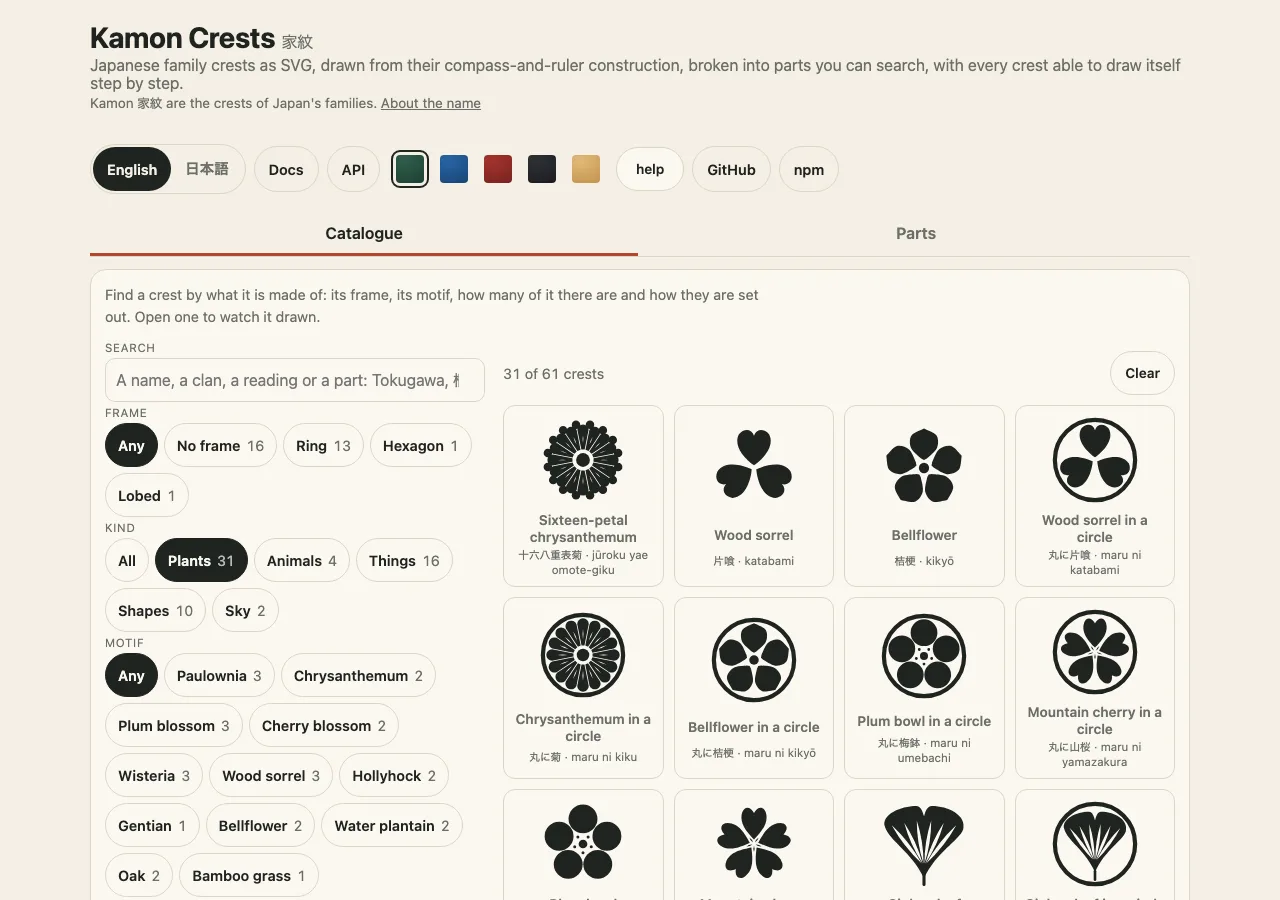 Kamon Crests 家紋
Japanese family crests as SVG, drawn from their compass-and-ruler construction, broken into parts you can search, with every crest able to draw itself
step by step.
Kamon 家紋 are the crests of Japan's families. About the name
English 日本語 Docs API help GitHub npm
Catalogue Parts
Find a crest by what it is made of: its frame, its motif, how many of it there are and how they are set
out. Open one to watch it drawn.
SEARCH
A name, a clan, a reading or a part: Tokugawa,
31 of 61 crests
Clear
FRAME
Any No frame 16 Ring 13 Hexagon 1
Lobed 1
KIND
All Plants 31 Animals 4 Things 16
Shapes 10 Sky 2
MOTIF
Any Paulownia 3 Chrysanthemum 2
Plum blossom 3 Cherry blossom 2
Wisteria 3 Wood sorrel 3 Hollyhock 2
Gentian 1 Bellflower 2 Water plantain 2
Oak 2 Bamboo grass 1
Sixteen-petal
chrysanthemum
十六八重表菊 · jūroku yae
omote-giku
Wood sorrel
片喰 · katabami
Bellflower
桔梗 · kikyō
Wood sorrel in a
circle
丸に片喰 · maru ni
katabami
Chrysanthemum in a
circle
丸に菊 · maru ni kiku
Bellflower in a circle
丸に桔梗 · maru ni kikyō
Plum bowl in a circle
丸に梅鉢 · maru ni
umebachi
Mountain cherry in a
circle
丸に山桜 · maru ni
yamazakura